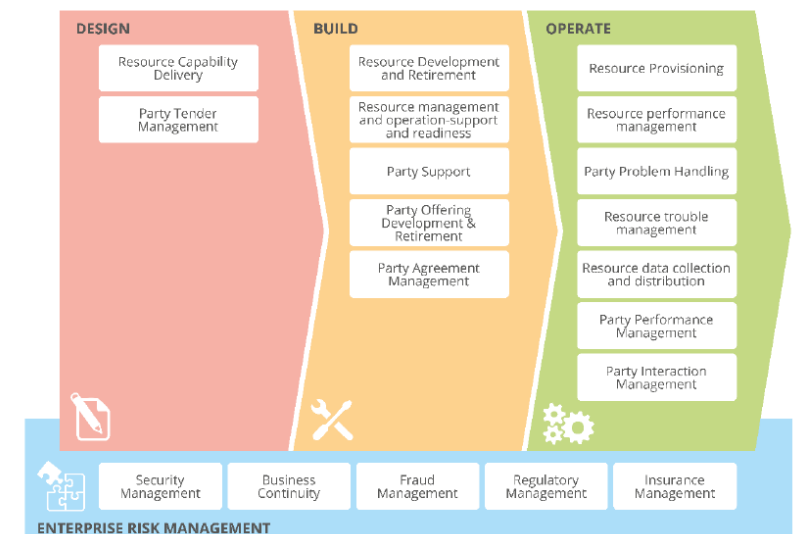 DESIGN
Resource Capability
Delivery
Party Tender
Management
BUILD
Resource Development
and Retirement
Resource management
and operation-support
and readiness
Party Support
Party Offering
Development &
Retirement
Party Agreement
Management
OPERATE
Resource Provisioning
Resource performance
management
Party Problem Handling
Resource trouble
management
Resource data collection
and distribution
Party Performance
Management
Party Interaction
Management
Security
Management
Business
Continuity
Fraud
Management
Regulatory
Management
Insurance
Management
ENTERPRISE RISK MANAGEMENT